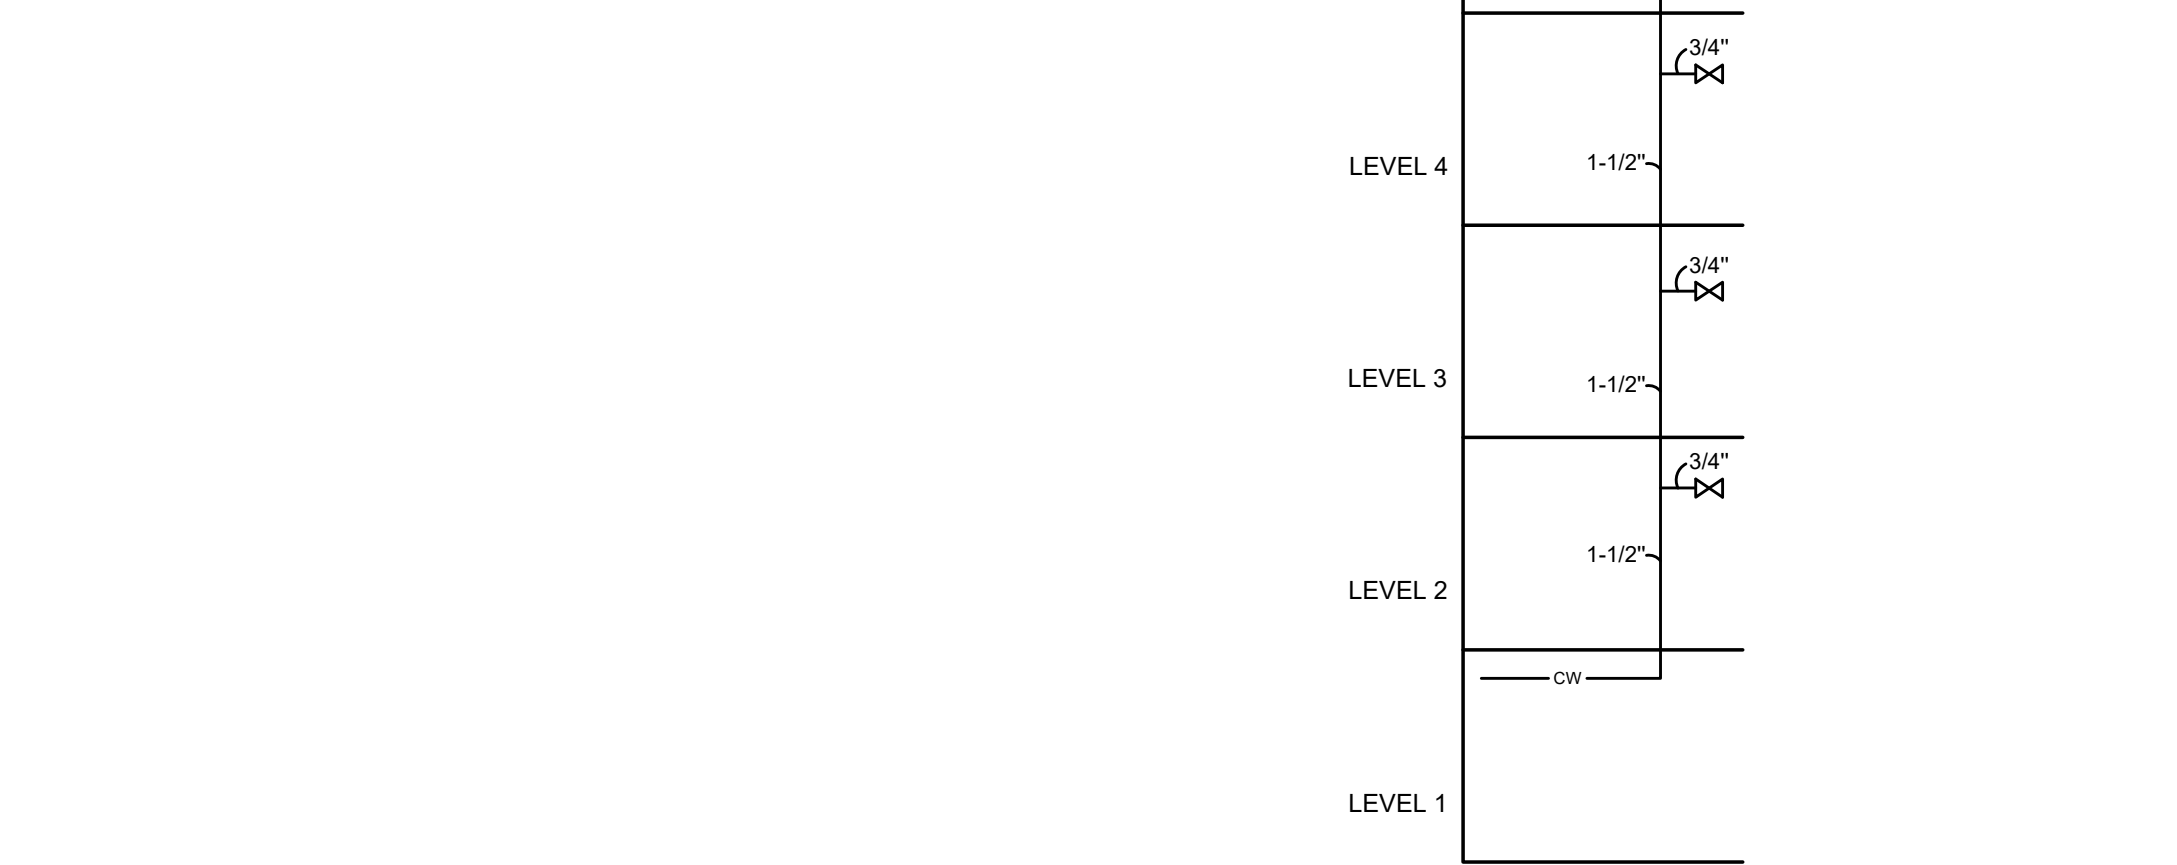 3/4"
LEVEL 4
1-1/2"
3/4"
LEVEL 3
1-1/2"
3/4"
1-1/2"
LEVEL 2
CW
LEVEL 1